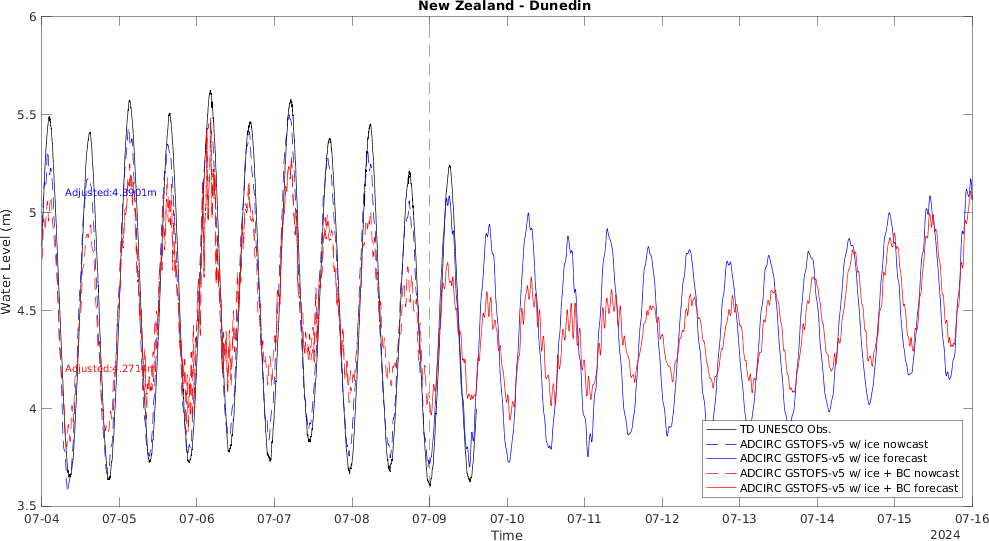 New Zealand - Dunedin
6
5.5
5
4.5
4
3.5
Water Level (m)
Adjusted:4.3901m
07-04
07-05
07-06
07-07
07-08
07-09
07-10
07-11
07-12
07-13
07-14
07-15
07-16
Time
2024
TD UNESCO Obs.
ADCIRC GSTOFS-v5 w/ ice nowcast
ADCIRC GSTOFS-v5 w/ ice forecast
ADCIRC GSTOFS-v5 w/ ice + BC nowcast
ADCIRC GSTOFS-v5 w/ ice + BC forecast